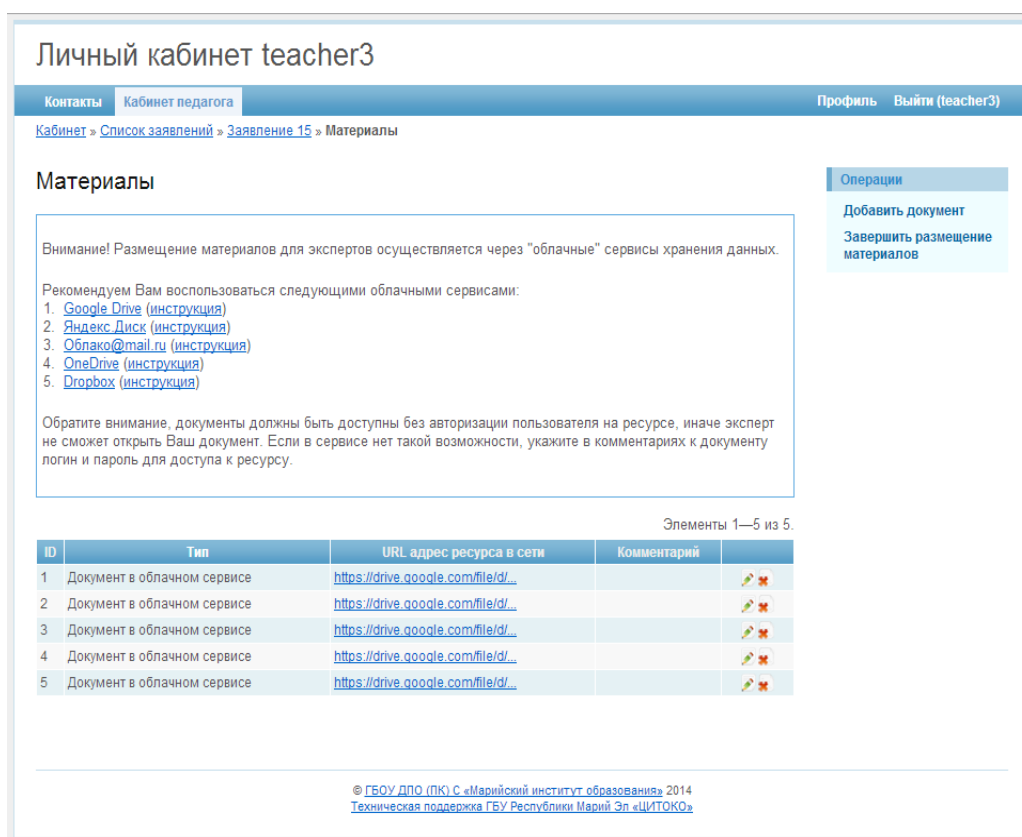 Личный кабинет teacher3
Контакты Кабинет педагога Профиль Выйти (teacher3)
Кабинет » Список заявлений » Заявление 15 » Материалы
Материалы
Внимание! Размещение материалов для экспертов осуществляется через "облачные" сервисы хранения данных.
Рекомендуем Вам воспользоваться следующими облачными сервисами:
1. Google Drive (инструкция)
2. Яндекс.Диск (инструкция)
3. Облако@mail.ru (инструкция)
4. OneDrive (инструкция)
5. Dropbox (инструкция)
Обратите внимание, документы должны быть доступны без авторизации пользователя на ресурсе, иначе эксперт
не сможет открыть Ваш документ. Если в сервисе нет такой возможности, укажите в комментариях к документу
логин и пароль для доступа к ресурсу.
Операции
Добавить документ
Завершить размещение
материалов
Элементы 1—5 из 5.
ID Тип URL адрес ресурса в сети Комментарий
1 Документ в облачном сервисе https://drive.google.com/file/d/...
2 Документ в облачном сервисе https://drive.google.com/file/d/...
3 Документ в облачном сервисе https://drive.google.com/file/d/...
4 Документ в облачном сервисе https://drive.google.com/file/d/...
5 Документ в облачном сервисе https://drive.google.com/file/d/...
© ГБОУ ДПО (ПК) С «Марийский институт образования» 2014
Техническая поддержка ГБУ Республики Марий Эл «ЦИТОКО»